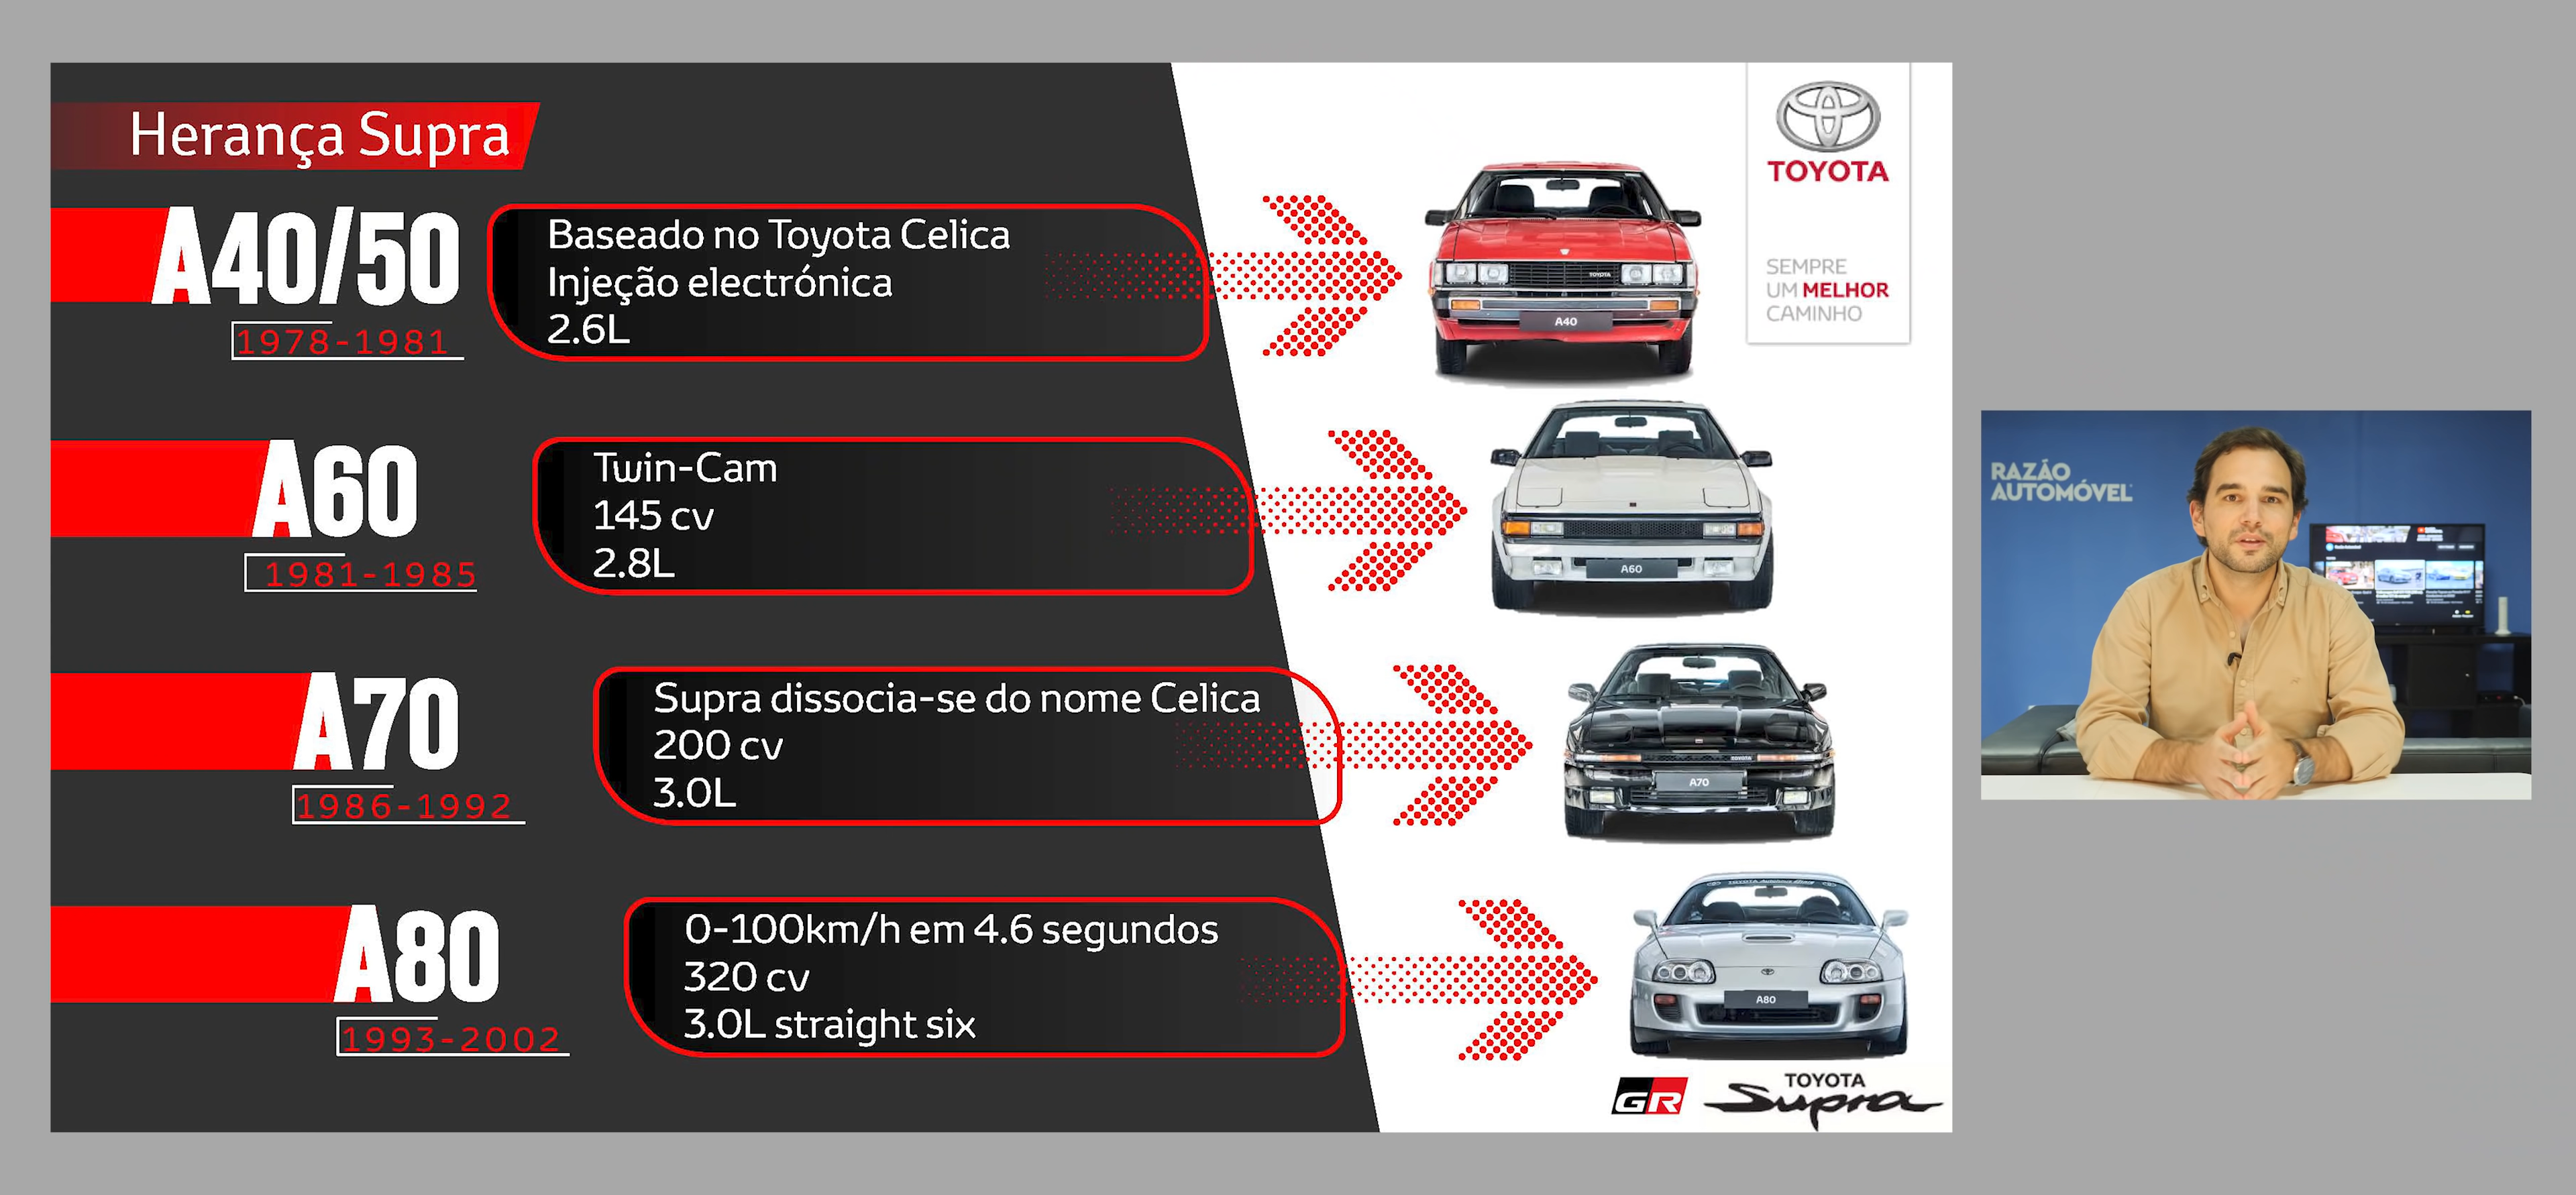 Herança Supra
A40/50
1978-1981
Baseado no Toyota Celica
Injeção electrónica
2.6L
A60
1981-1985
Twin-Cam
145 cv
2.8L
A70
1986-1992
Supra dissocia-se do nome Celica
200 cv
3.0L
A80
1993-2002
0-100km/h em 4.6 segundos
320 cv
3.0L straight six
TOYOTA
SEMPRE
UM MELHOR
CAMINHO
TOYOTA
A40
A60
TOYOTA
A70
A80
GR
TOYOTA
Supra
RAZÃO
AUTOMÓVEL